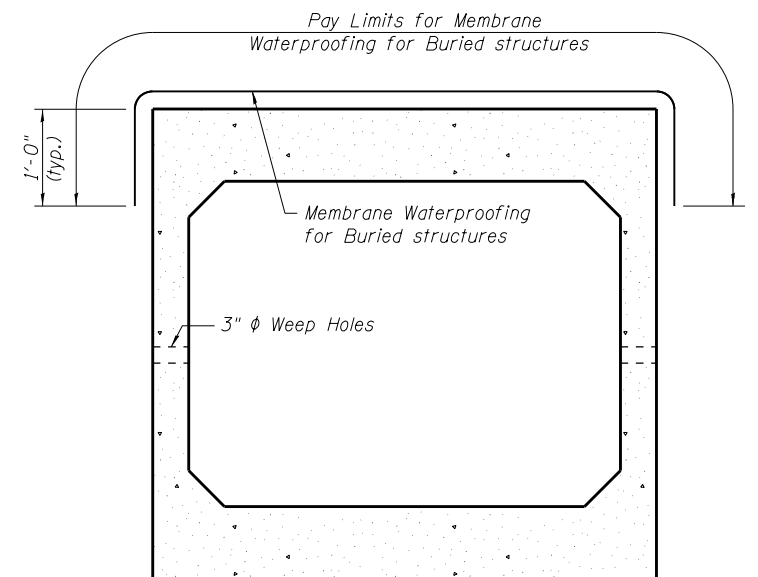 Pay Limits for Membrane
Waterproofing for Buried structures
1'-0"
(typ.)
Membrane Waterproofing
for Buried structures
3" ϕ Weep Holes